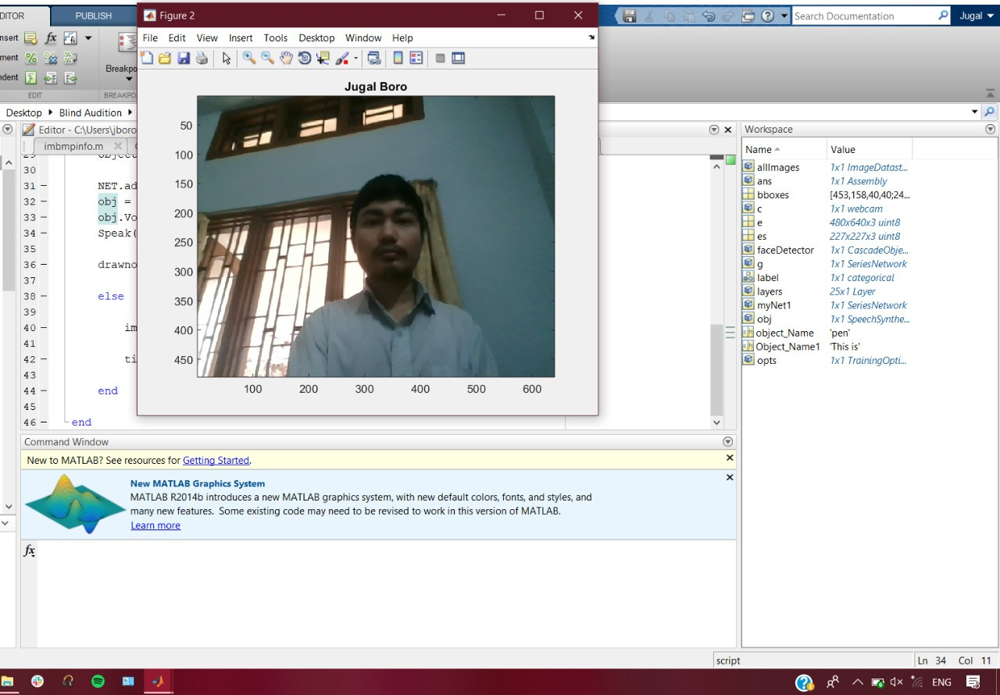 DITOR
PUBLISH
Figure 2
Search Documentation
Jugal
nsert
fx
ment
ndent
Breakpo
EDIT
BREAKPO
File Edit View Insert Tools Desktop Window Help
Desktop Blind Audition
Editor - C:\Users\jboro
imbmpinfo.m
Jugal Boro
50
100
150
200
250
300
350
400
450
100 200 300 400 500 600
30
31 NET.ad
32 obj =
33 obj.Vo
34 Speak(
35
36 drawno
37
38 else
39
40 im
41
42 ti
43
44 end
45
46 end
Workspace
Name Value
allImages 1x1 ImageDatast...
ans 1x1 Assembly
bboxes [453,158,40,40;24...
c 1x1 webcam
e 480x640x3 uint8
es 227x227x3 uint8
faceDetector 1x1 CascadeObje...
g 1x1 SeriesNetwork
label 1x1 categorical
layers 25x1 Layer
myNet1 1x1 SeriesNetwork
obj 1x1 SpeechSynthe...
object_Name 'pen'
Object_Name1 'This is'
opts 1x1 TrainingOpti...
Command Window
New to MATLAB? See resources for Getting Started.
New MATLAB Graphics System
MATLAB R2014b introduces a new MATLAB graphics system, with new default colors, fonts, and styles, and
many new features. Some existing code may need to be revised to work in this version of MATLAB.
Learn more
fx
script
Ln 34 Col 11
ENG